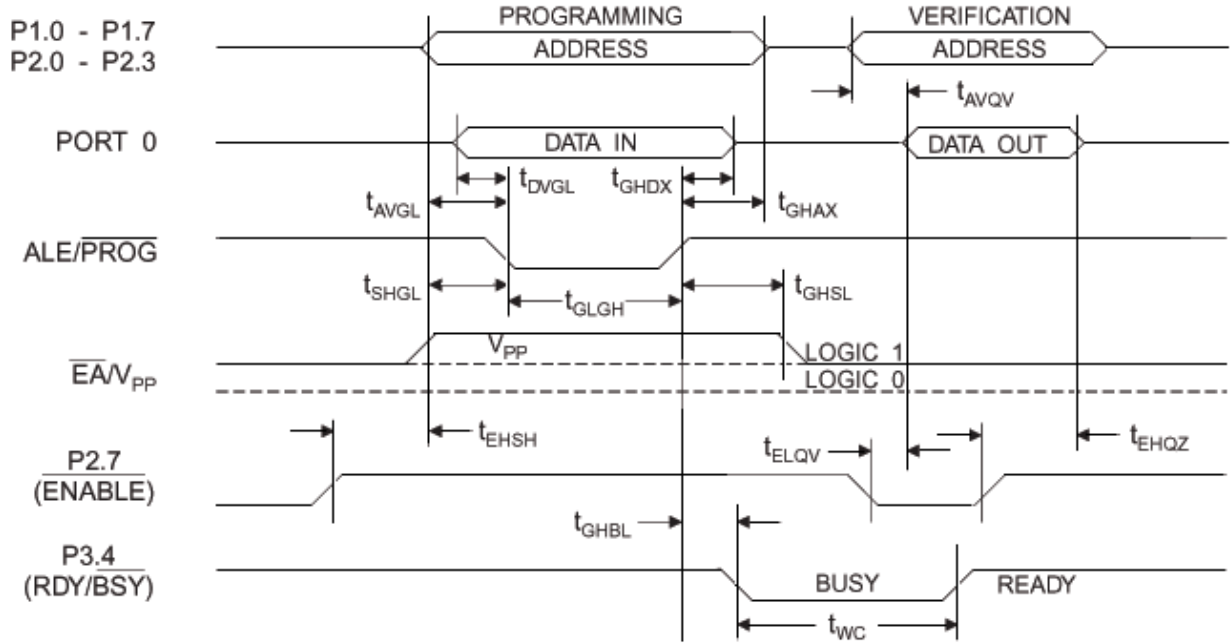 PROGRAMMING
VERIFICATION
P1.0 - P1.7
P2.0 - P2.3
ADDRESS
ADDRESS
tAVQV
PORT 0
DATA IN
DATA OUT
tDVGL
tGHDX
tAVGL
tGHAX
ALE/PROG
tSHGL
tGLGH
tGHSL
VPP
LOGIC 1
EA/VPP
LOGIC 0
tEHSH
tELQV
tEHQZ
P2.7
(ENABLE)
tGHBL
P3.4
(RDY/BSY)
BUSY
READY
tWC